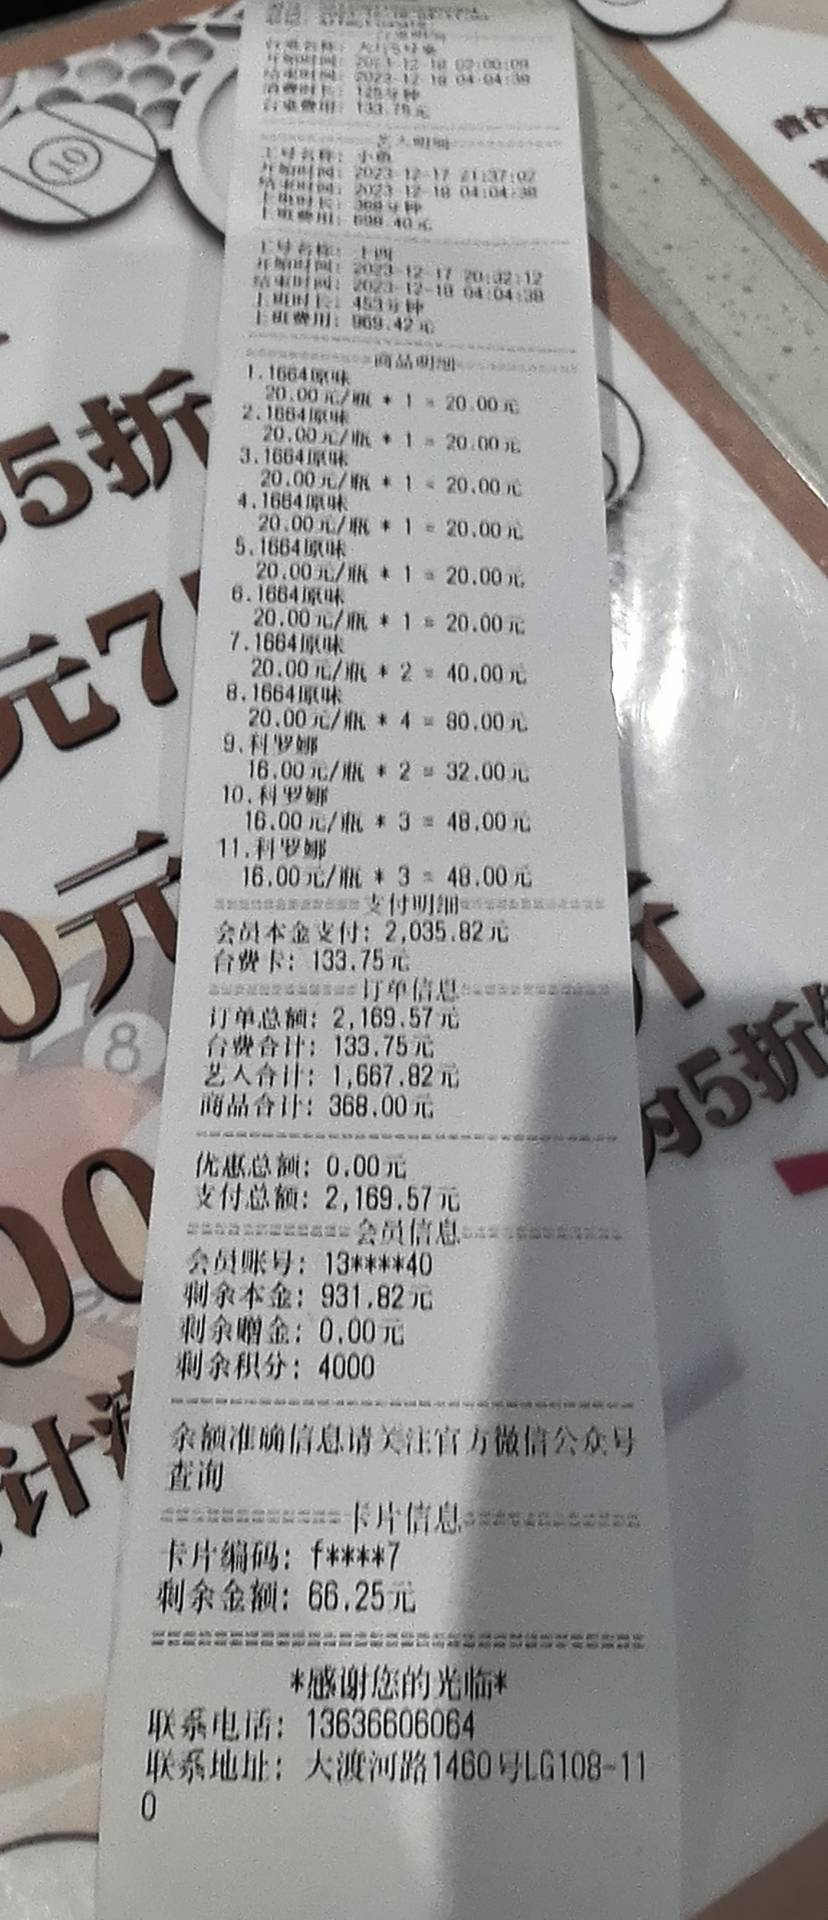 台桌名称: 大厅5号桌
开始时间: 2023-12-18 02:00:09
结束时间: 2023-12-18 04:04:38
消费时长: 125分钟
台桌费用: 133.75元
艺人明细
工号名称: 小鱼
开始时间: 2023-12-17 21:37:02
结束时间: 2023-12-18 04:04:38
上班时长: 388分钟
上班费用: 698.40元
工号名称: 十四
开始时间: 2023-12-17 20:32:12
结束时间: 2023-12-18 04:04:38
上班时长: 453分钟
上班费用: 969.42元
商品明细
1.1664原味
20.00元/瓶 * 1 = 20.00元
2.1664原味
20.00元/瓶 * 1 = 20.00元
3.1664原味
20.00元/瓶 * 1 = 20.00元
4.1664原味
20.00元/瓶 * 1 = 20.00元
5.1664原味
20.00元/瓶 * 1 = 20.00元
6.1664原味
20.00元/瓶 * 1 = 20.00元
7.1664原味
20.00元/瓶 * 2 = 40.00元
8.1664原味
20.00元/瓶 * 4 = 80.00元
9.科罗娜
16.00元/瓶 * 2 = 32.00元
10.科罗娜
16.00元/瓶 * 3 = 48.00元
11.科罗娜
16.00元/瓶 * 3 = 48.00元
支付明细
会员本金支付: 2,035.82元
台费卡: 133.75元
订单信息
订单总额: 2,169.57元
台费合计: 133.75元
艺人合计: 1,667.82元
商品合计: 368.00元
优惠总额: 0.00元
支付总额: 2,169.57元
会员信息
会员账号: 13****40
剩余本金: 931.82元
剩余赠金: 0.00元
剩余积分: 4000
余额准确信息请关注官方微信公众号
查询
卡片信息
卡片编码: f****7
剩余金额: 66.25元
*感谢您的光临*
联系电话: 13636606064
联系地址: 大渡河路1460号LG108-11
0
10
5折
元7
0元
8
00
计
为5折